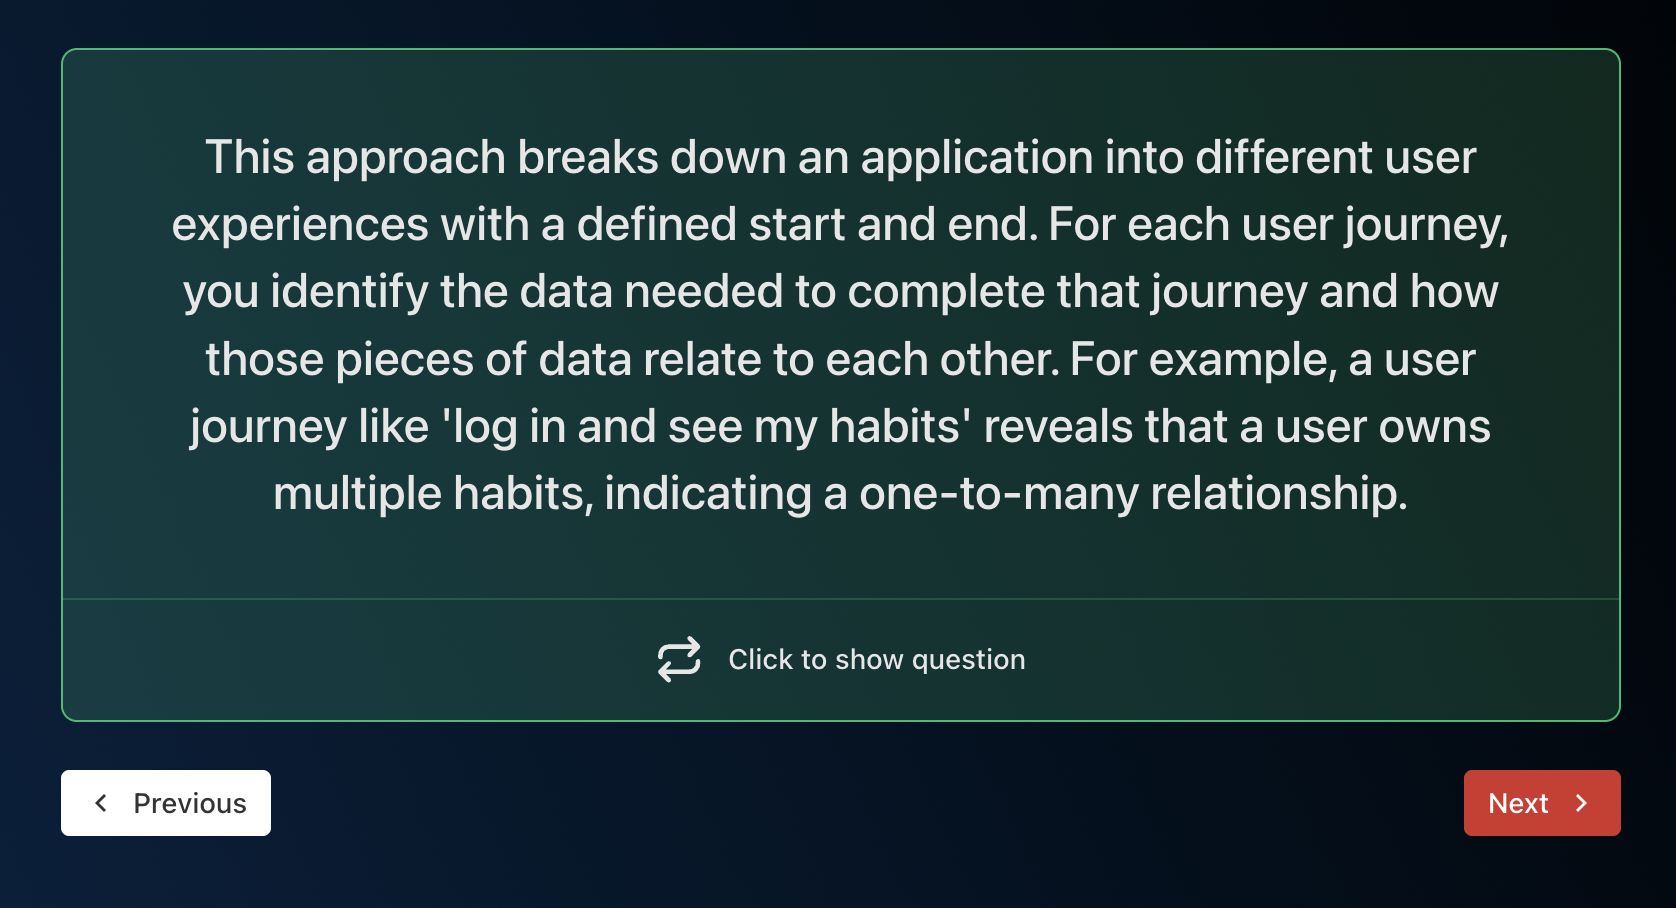 This approach breaks down an application into different user
experiences with a defined start and end. For each user journey,
you identify the data needed to complete that journey and how
those pieces of data relate to each other. For example, a user
journey like 'log in and see my habits' reveals that a user owns
multiple habits, indicating a one-to-many relationship.
Click to show question
Previous
Next